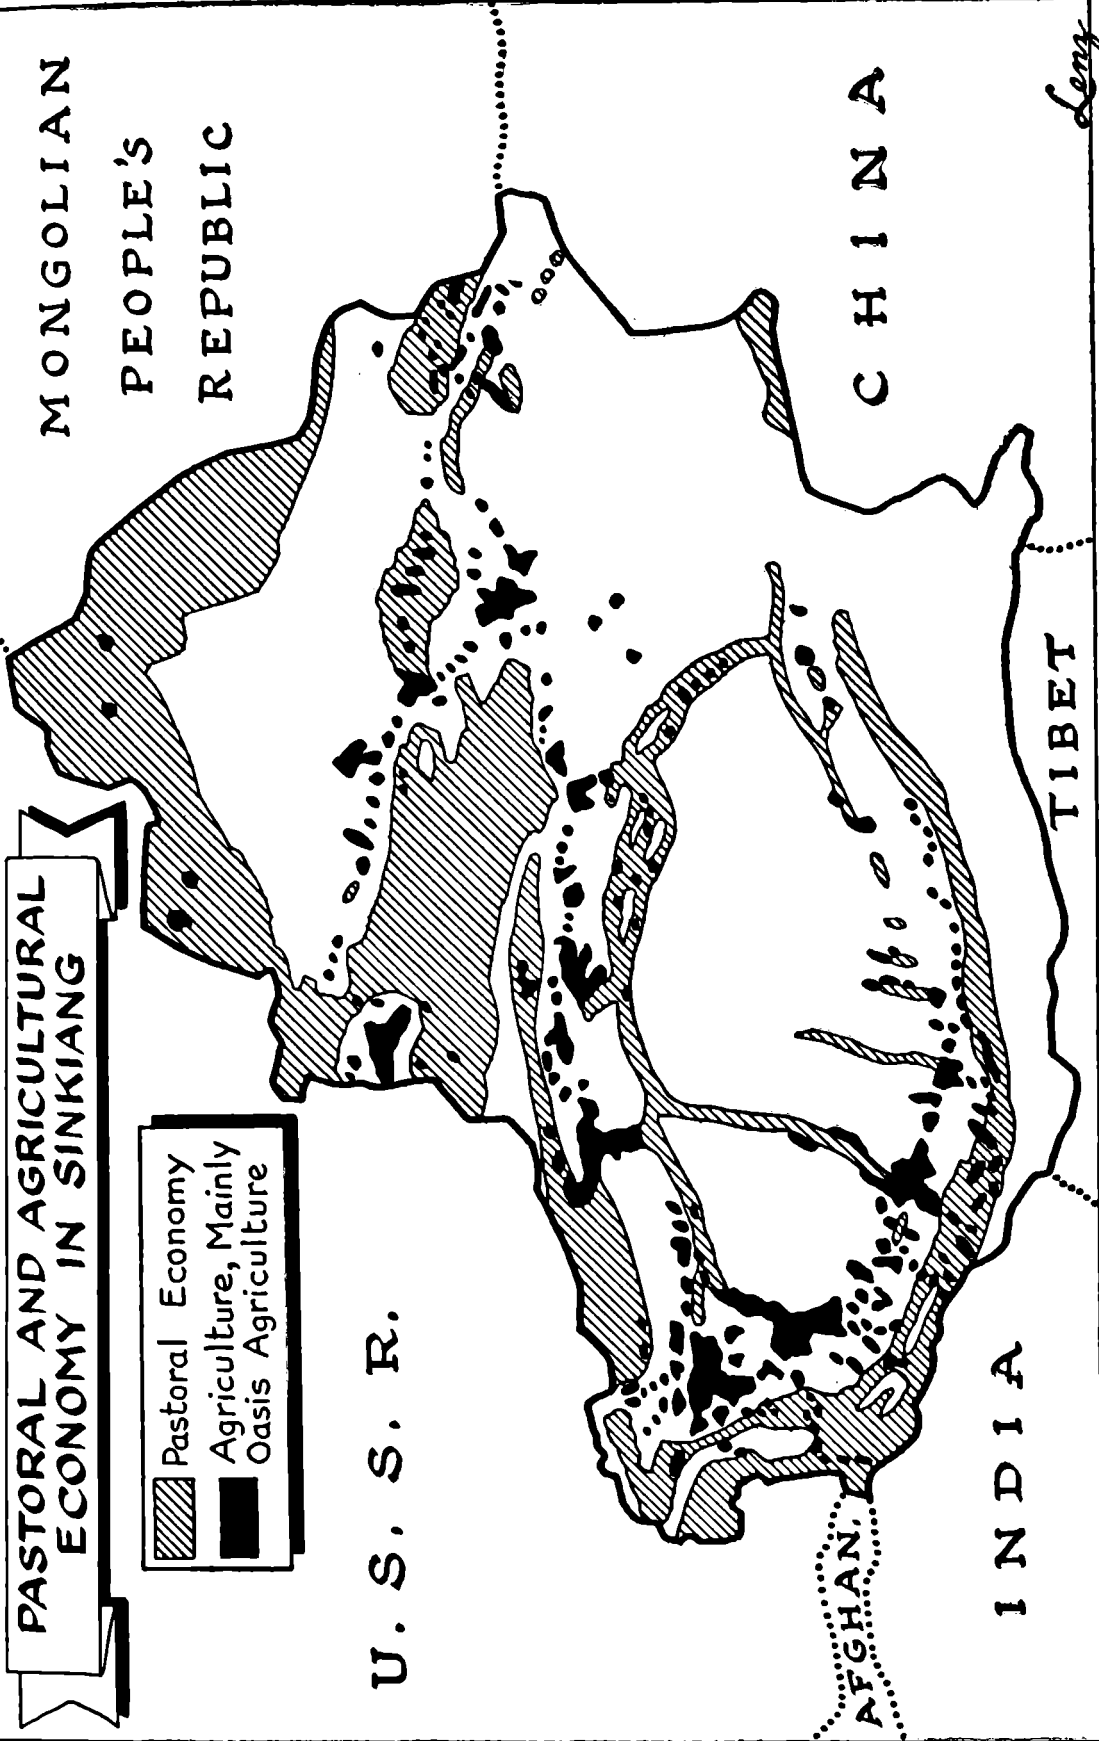 PASTORAL AND AGRICULTURAL
ECONOMY IN SINKIANG
Pastoral Economy
Agriculture, Mainly
Oasis Agriculture
MONGOLIAN
PEOPLE'S
REPUBLIC
U. S. S. R.
CHINA
TIBET
INDIA
AFGHAN.
Lenz